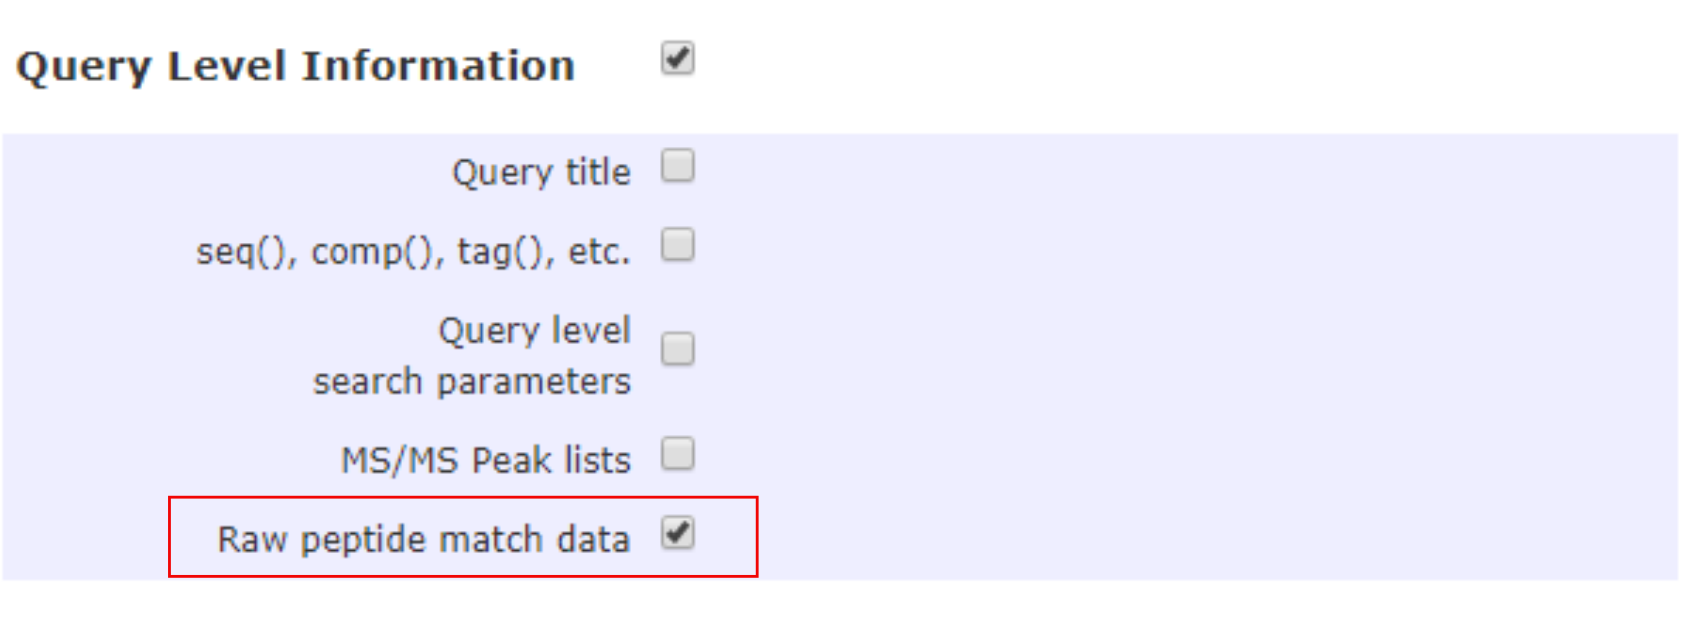 Query Level Information
Query title
seq(), comp(), tag(), etc.
Query level
search parameters
MS/MS Peak lists
Raw peptide match data